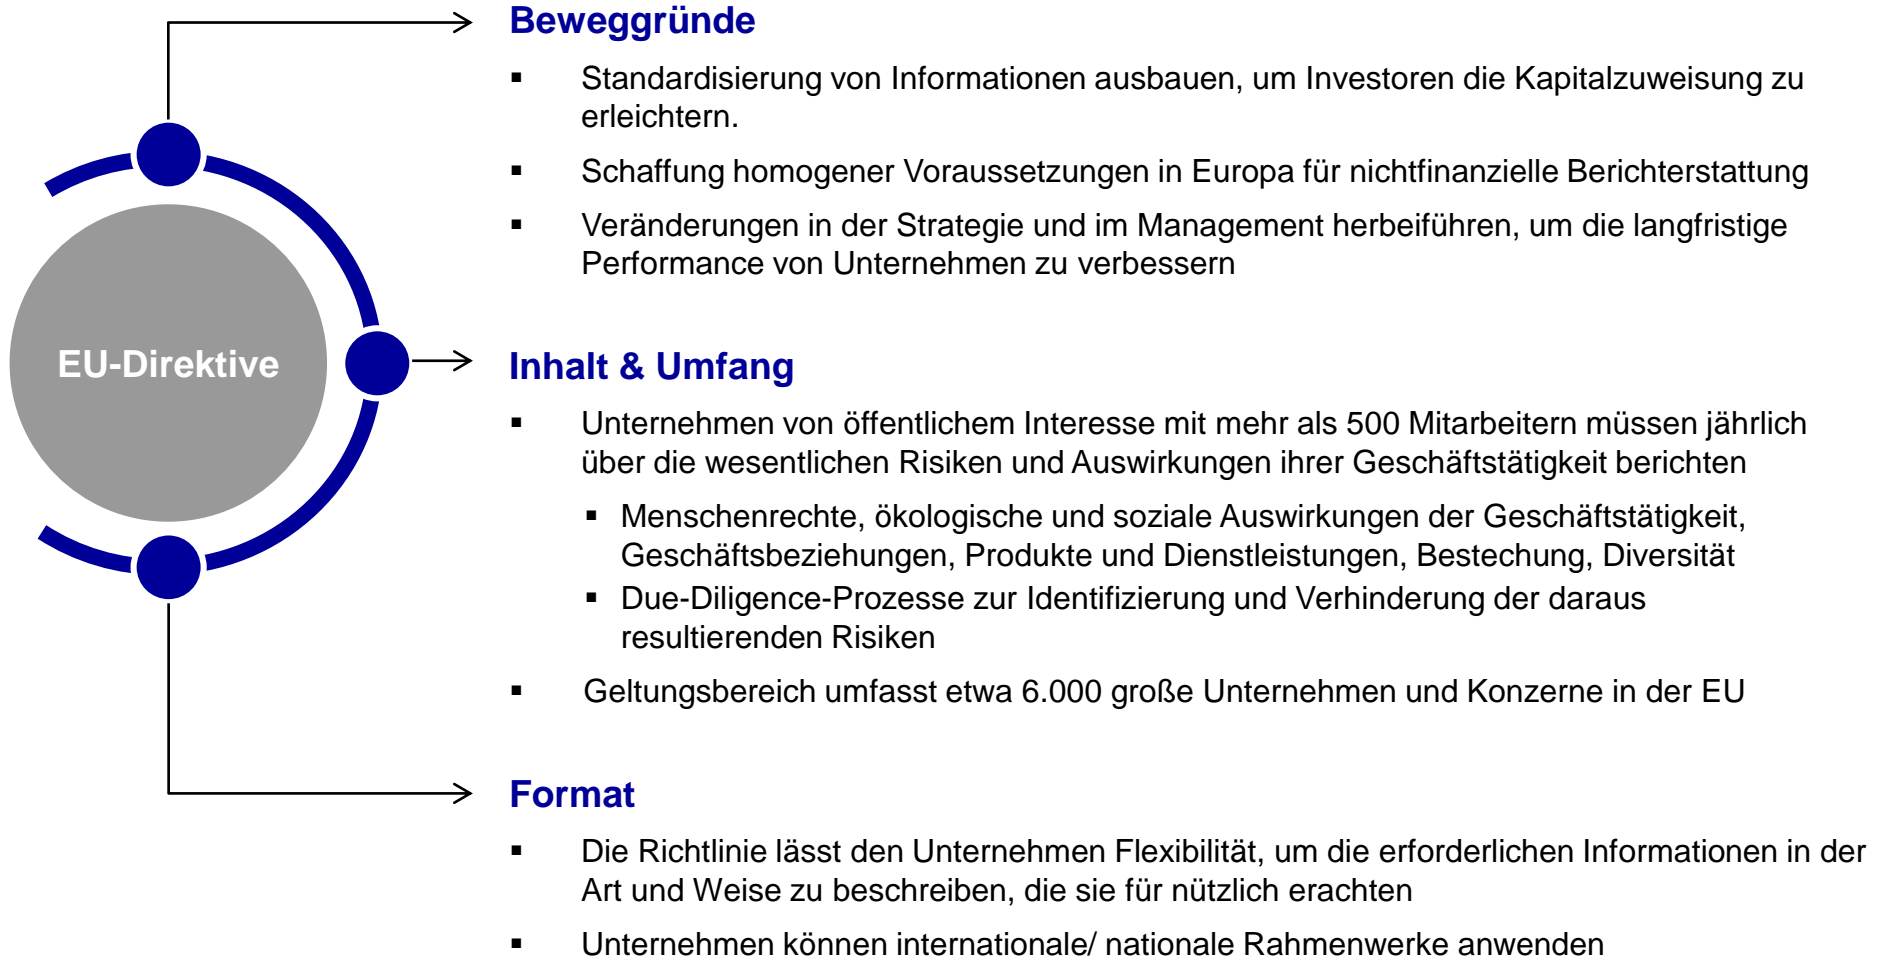 Beweggründe
▪ Standardisierung von Informationen ausbauen, um Investoren die Kapitalzuweisung zu
erleichtern.
▪ Schaffung homogener Voraussetzungen in Europa für nichtfinanzielle Berichterstattung
▪ Veränderungen in der Strategie und im Management herbeiführen, um die langfristige
Performance von Unternehmen zu verbessern
EU-Direktive
Inhalt & Umfang
▪ Unternehmen von öffentlichem Interesse mit mehr als 500 Mitarbeitern müssen jährlich
über die wesentlichen Risiken und Auswirkungen ihrer Geschäftstätigkeit berichten
▪ Menschenrechte, ökologische und soziale Auswirkungen der Geschäftstätigkeit,
Geschäftsbeziehungen, Produkte und Dienstleistungen, Bestechung, Diversität
▪ Due-Diligence-Prozesse zur Identifizierung und Verhinderung der daraus
resultierenden Risiken
▪ Geltungsbereich umfasst etwa 6.000 große Unternehmen und Konzerne in der EU
Format
▪ Die Richtlinie lässt den Unternehmen Flexibilität, um die erforderlichen Informationen in der
Art und Weise zu beschreiben, die sie für nützlich erachten
▪ Unternehmen können internationale/ nationale Rahmenwerke anwenden